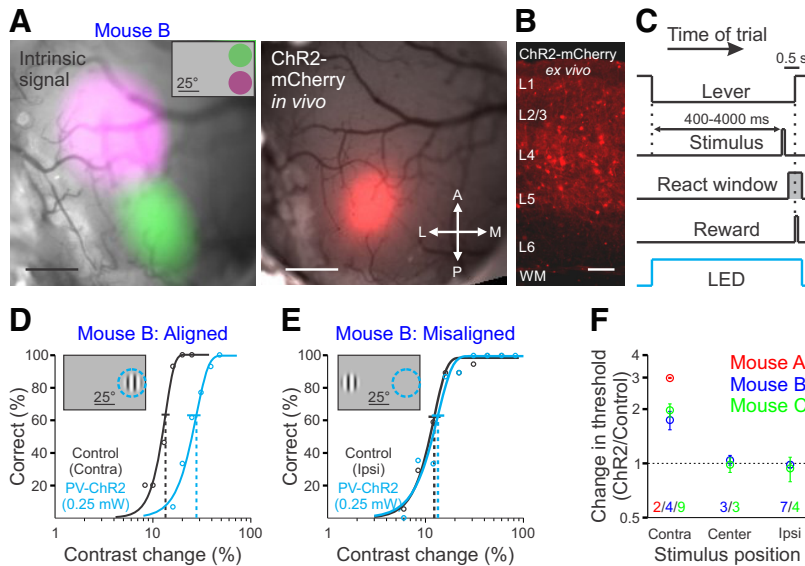 A
Mouse B
Intrinsic
signal
25°
ChR2-
mCherry
in vivo
A
L
M
P
B
ChR2-mCherry
ex vivo
L1
L2/3
L4
L5
L6
WM
C
Time of trial
0.5 s
Lever
400-4000 ms
Stimulus
React window
Reward
LED
D
Mouse B: Aligned
Correct (%)
100
80
60
40
20
25°
Control
(Contra)
PV-ChR2
(0.25 mW)
1
10
100
Contrast change (%)
E
Mouse B: Misaligned
Correct (%)
100
80
60
40
20
25°
Control
(Ipsi)
PV-ChR2
(0.25 mW)
1
10
100
Contrast change (%)
F
Change in threshold
(ChR2/Control)
4
3
2
1
0.5
Mouse A
Mouse B
Mouse C
2/4/9
3/3
7/4
Contra
Center
Ipsi
Stimulus position